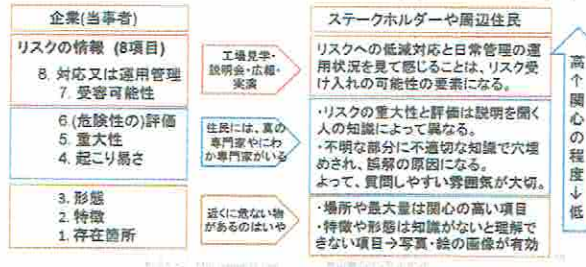 企業(当事者)
リスクの情報 (8項目)
8. 対応又は運用管理
7. 受容可能性
6.(危険性の)評価
5. 重大性
4. 起こり易さ
3. 形態
2. 特徴
1. 存在箇所
工場見学・
説明会・広報・
実演
住民には、真の
専門家やにわ
か専門家がいる
近くに危ない物
があるのはいや
ステークホルダーや周辺住民
リスクへの低減対応と日常管理の運
用状況を見て感じることは、リスク受
け入れの可能性の要素になる。
・リスクの重大性と評価は説明を聞く
人の知識によって異なる。
・不明な部分に不適切な知識で穴埋
めされ、誤解の原因になる。
よって、質問しやすい雰囲気が大切。
・場所や最大量は関心の高い項目
・特徴や形態は知識がないと理解で
きない項目→写真・絵の画像が有効
高
个
関
心
の
程
度
↓
低